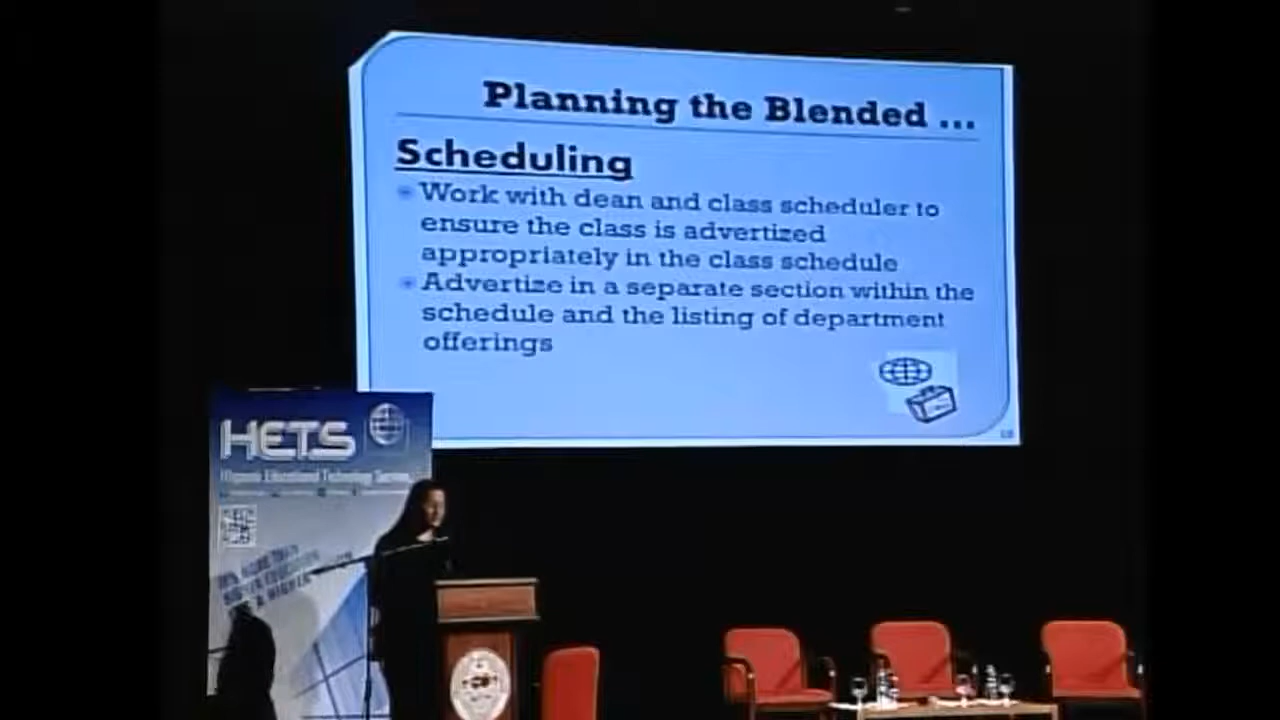 Planning the Blended ...
Scheduling
Work with dean and class scheduler to
ensure the class is advertized
appropriately in the class schedule
Advertize in a separate section within the
schedule and the listing of department
offerings
HETS